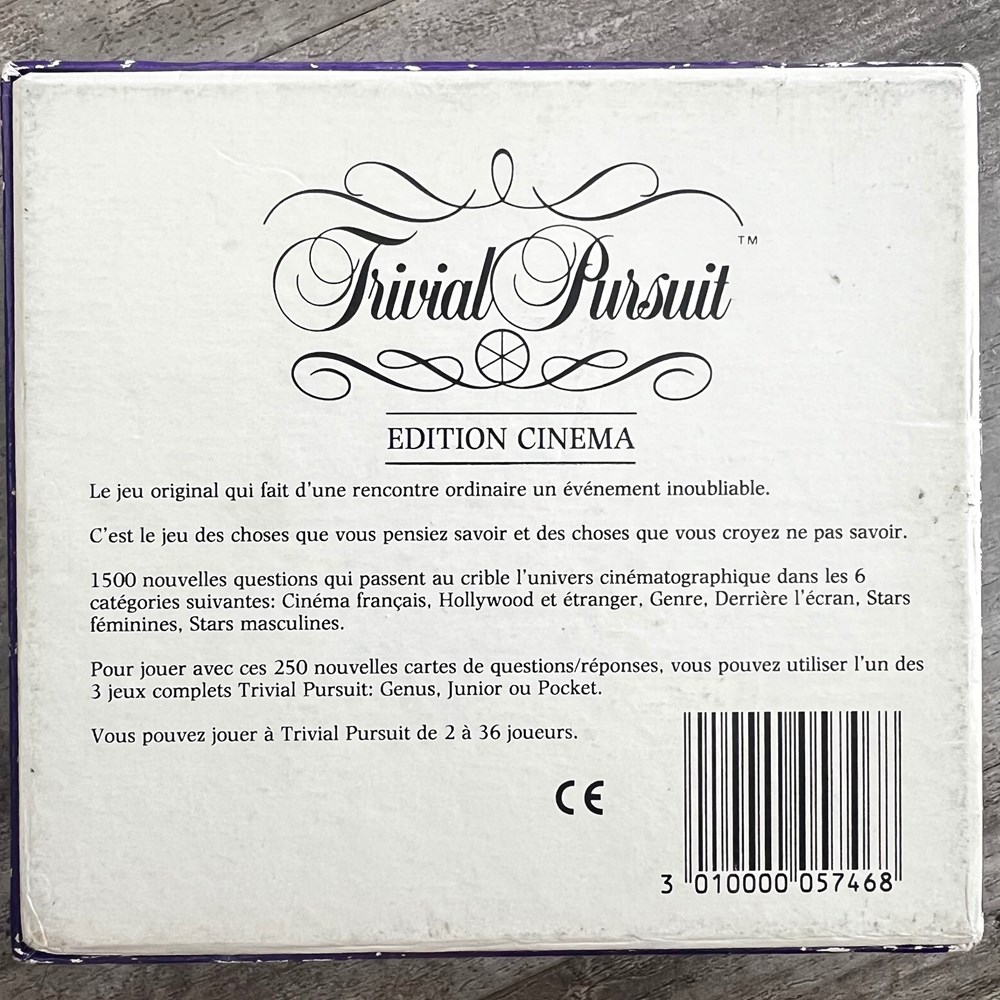 Trivial Pursuit TM
EDITION CINEMA
Le jeu original qui fait d'une rencontre ordinaire un événement inoubliable.
C'est le jeu des choses que vous pensiez savoir et des choses que vous croyez ne pas savoir.
1500 nouvelles questions qui passent au crible l'univers cinématographique dans les 6
catégories suivantes: Cinéma français, Hollywood et étranger, Genre, Derrière l'écran, Stars
féminines, Stars masculines.
Pour jouer avec ces 250 nouvelles cartes de questions/réponses, vous pouvez utiliser l'un des
3 jeux complets Trivial Pursuit: Genus, Junior ou Pocket.
Vous pouvez jouer à Trivial Pursuit de 2 à 36 joueurs.
CE
3 010000 057468